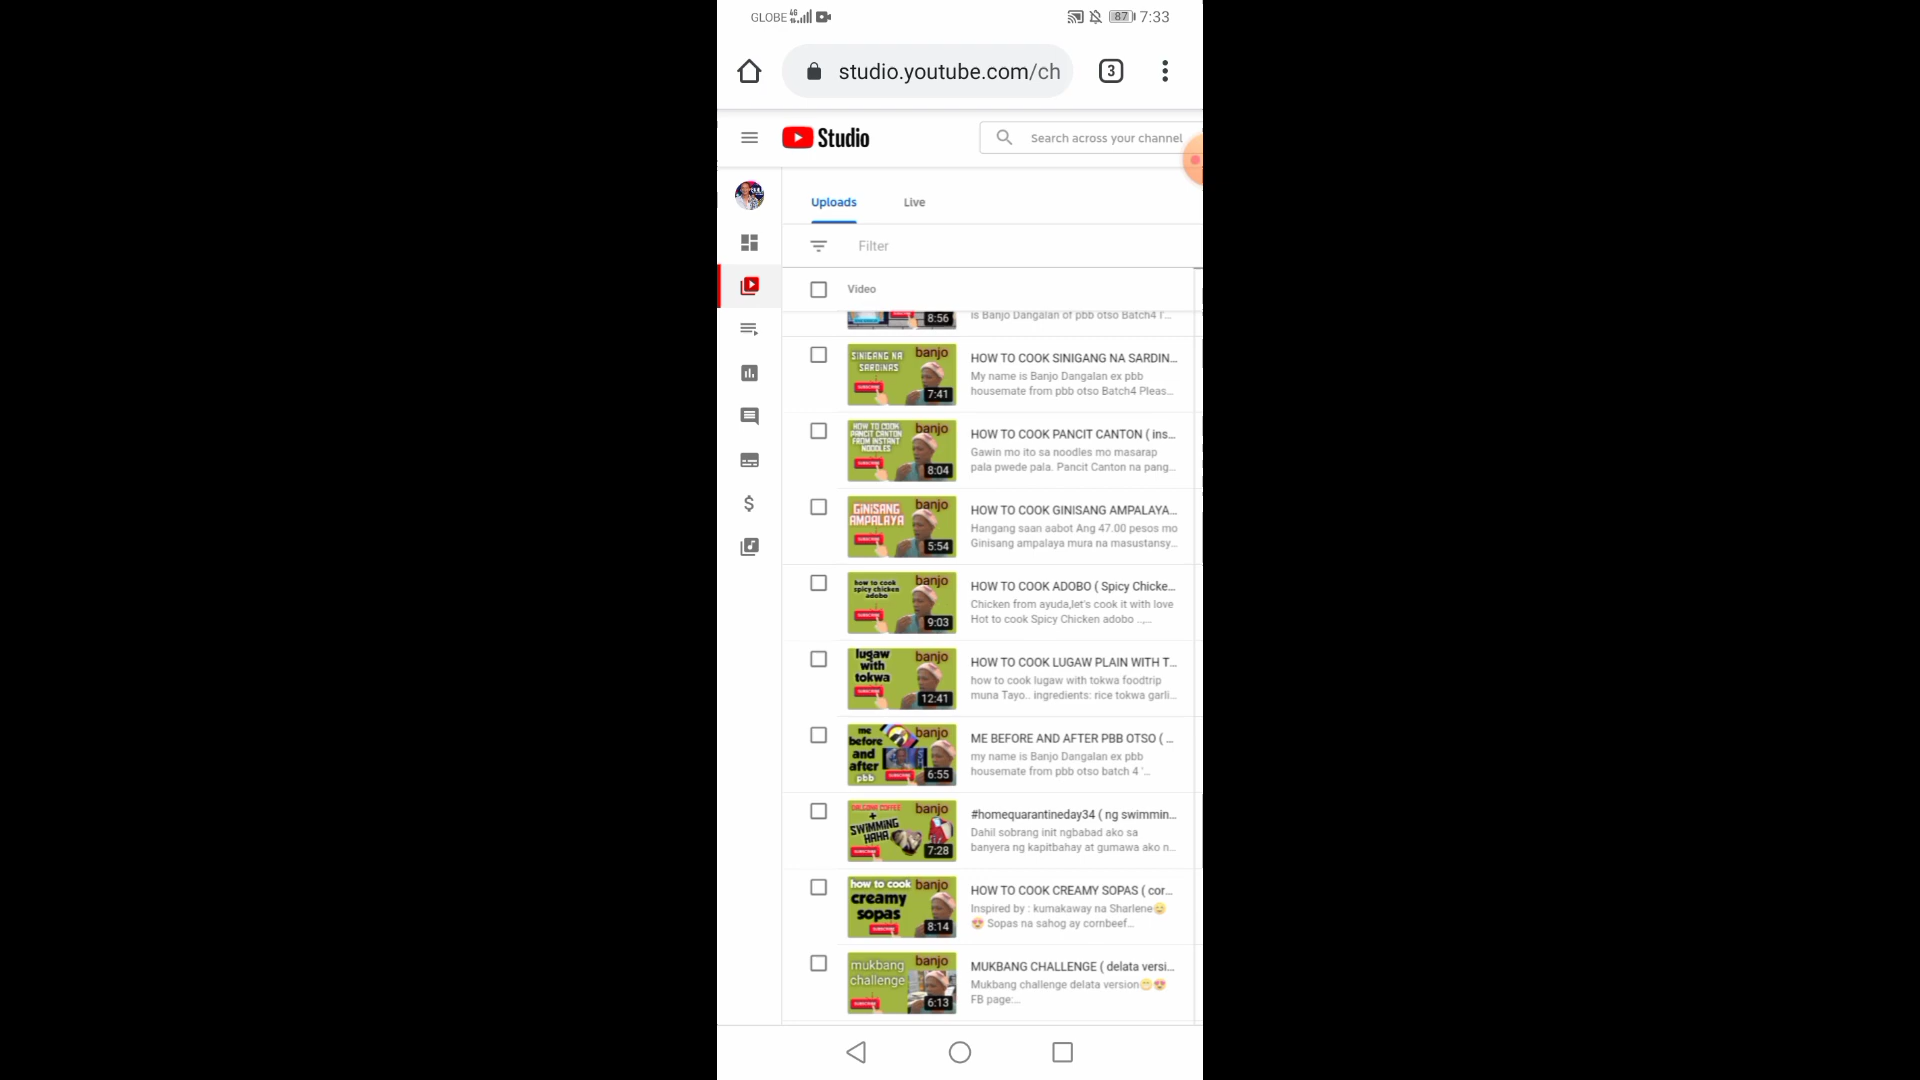 GLOBE 4G 87 7:33
studio.youtube.com/ch 3
Studio
Search across your channel
Uploads Live
Filter
Video
8:56
is Banjo Dangalan of pbb otso Batch4 I'...
SINIGANG NA
SARDINAS
banjo
SUBSCRIBE
7:41
HOW TO COOK SINIGANG NA SARDIN...
My name is Banjo Dangalan ex pbb
housemate from pbb otso Batch4 Pleas...
HOW TO COOK
PANCIT CANTON
FROM INSTANT
NOODLES
banjo
SUBSCRIBE
8:04
HOW TO COOK PANCIT CANTON ( ins...
Gawin mo ito sa noodles mo masarap
pala pwede pala. Pancit Canton na pang...
GINISANG
AMPALAYA
banjo
SUBSCRIBE
5:54
HOW TO COOK GINISANG AMPALAYA...
Hangang saan aabot Ang 47.00 pesos mo
Ginisang ampalaya mura na masustansy...
how to cook
spicy chicken
adobo
banjo
SUBSCRIBE
9:03
HOW TO COOK ADOBO ( Spicy Chicke...
Chicken from ayuda,let's cook it with love
Hot to cook Spicy Chicken adobo ..,...
lugaw
with
tokwa
banjo
SUBSCRIBE
12:41
HOW TO COOK LUGAW PLAIN WITH T...
how to cook lugaw with tokwa foodtrip
muna Tayo.. ingredients: rice tokwa garli...
me
before
and
after
pbb
banjo
SUBSCRIBE
6:55
ME BEFORE AND AFTER PBB OTSO ( ...
my name is Banjo Dangalan ex pbb
housemate from pbb otso batch 4 '...
DALGONA COFFEE
+
SWIMMING
HAHA
banjo
SUBSCRIBE
7:28
#homequarantineday34 ( ng swimmin...
Dahil sobrang init ngbabad ako sa
banyera ng kapitbahay at gumawa ako n...
how to cook
creamy
sopas
banjo
SUBSCRIBE
8:14
HOW TO COOK CREAMY SOPAS ( cor...
Inspired by : kumakaway na Sharlene😊
😍 Sopas na sahog ay cornbeef...
mukbang
challenge
banjo
SUBSCRIBE
6:13
MUKBANG CHALLENGE ( delata versi...
Mukbang challenge delata version😁😍
FB page:...